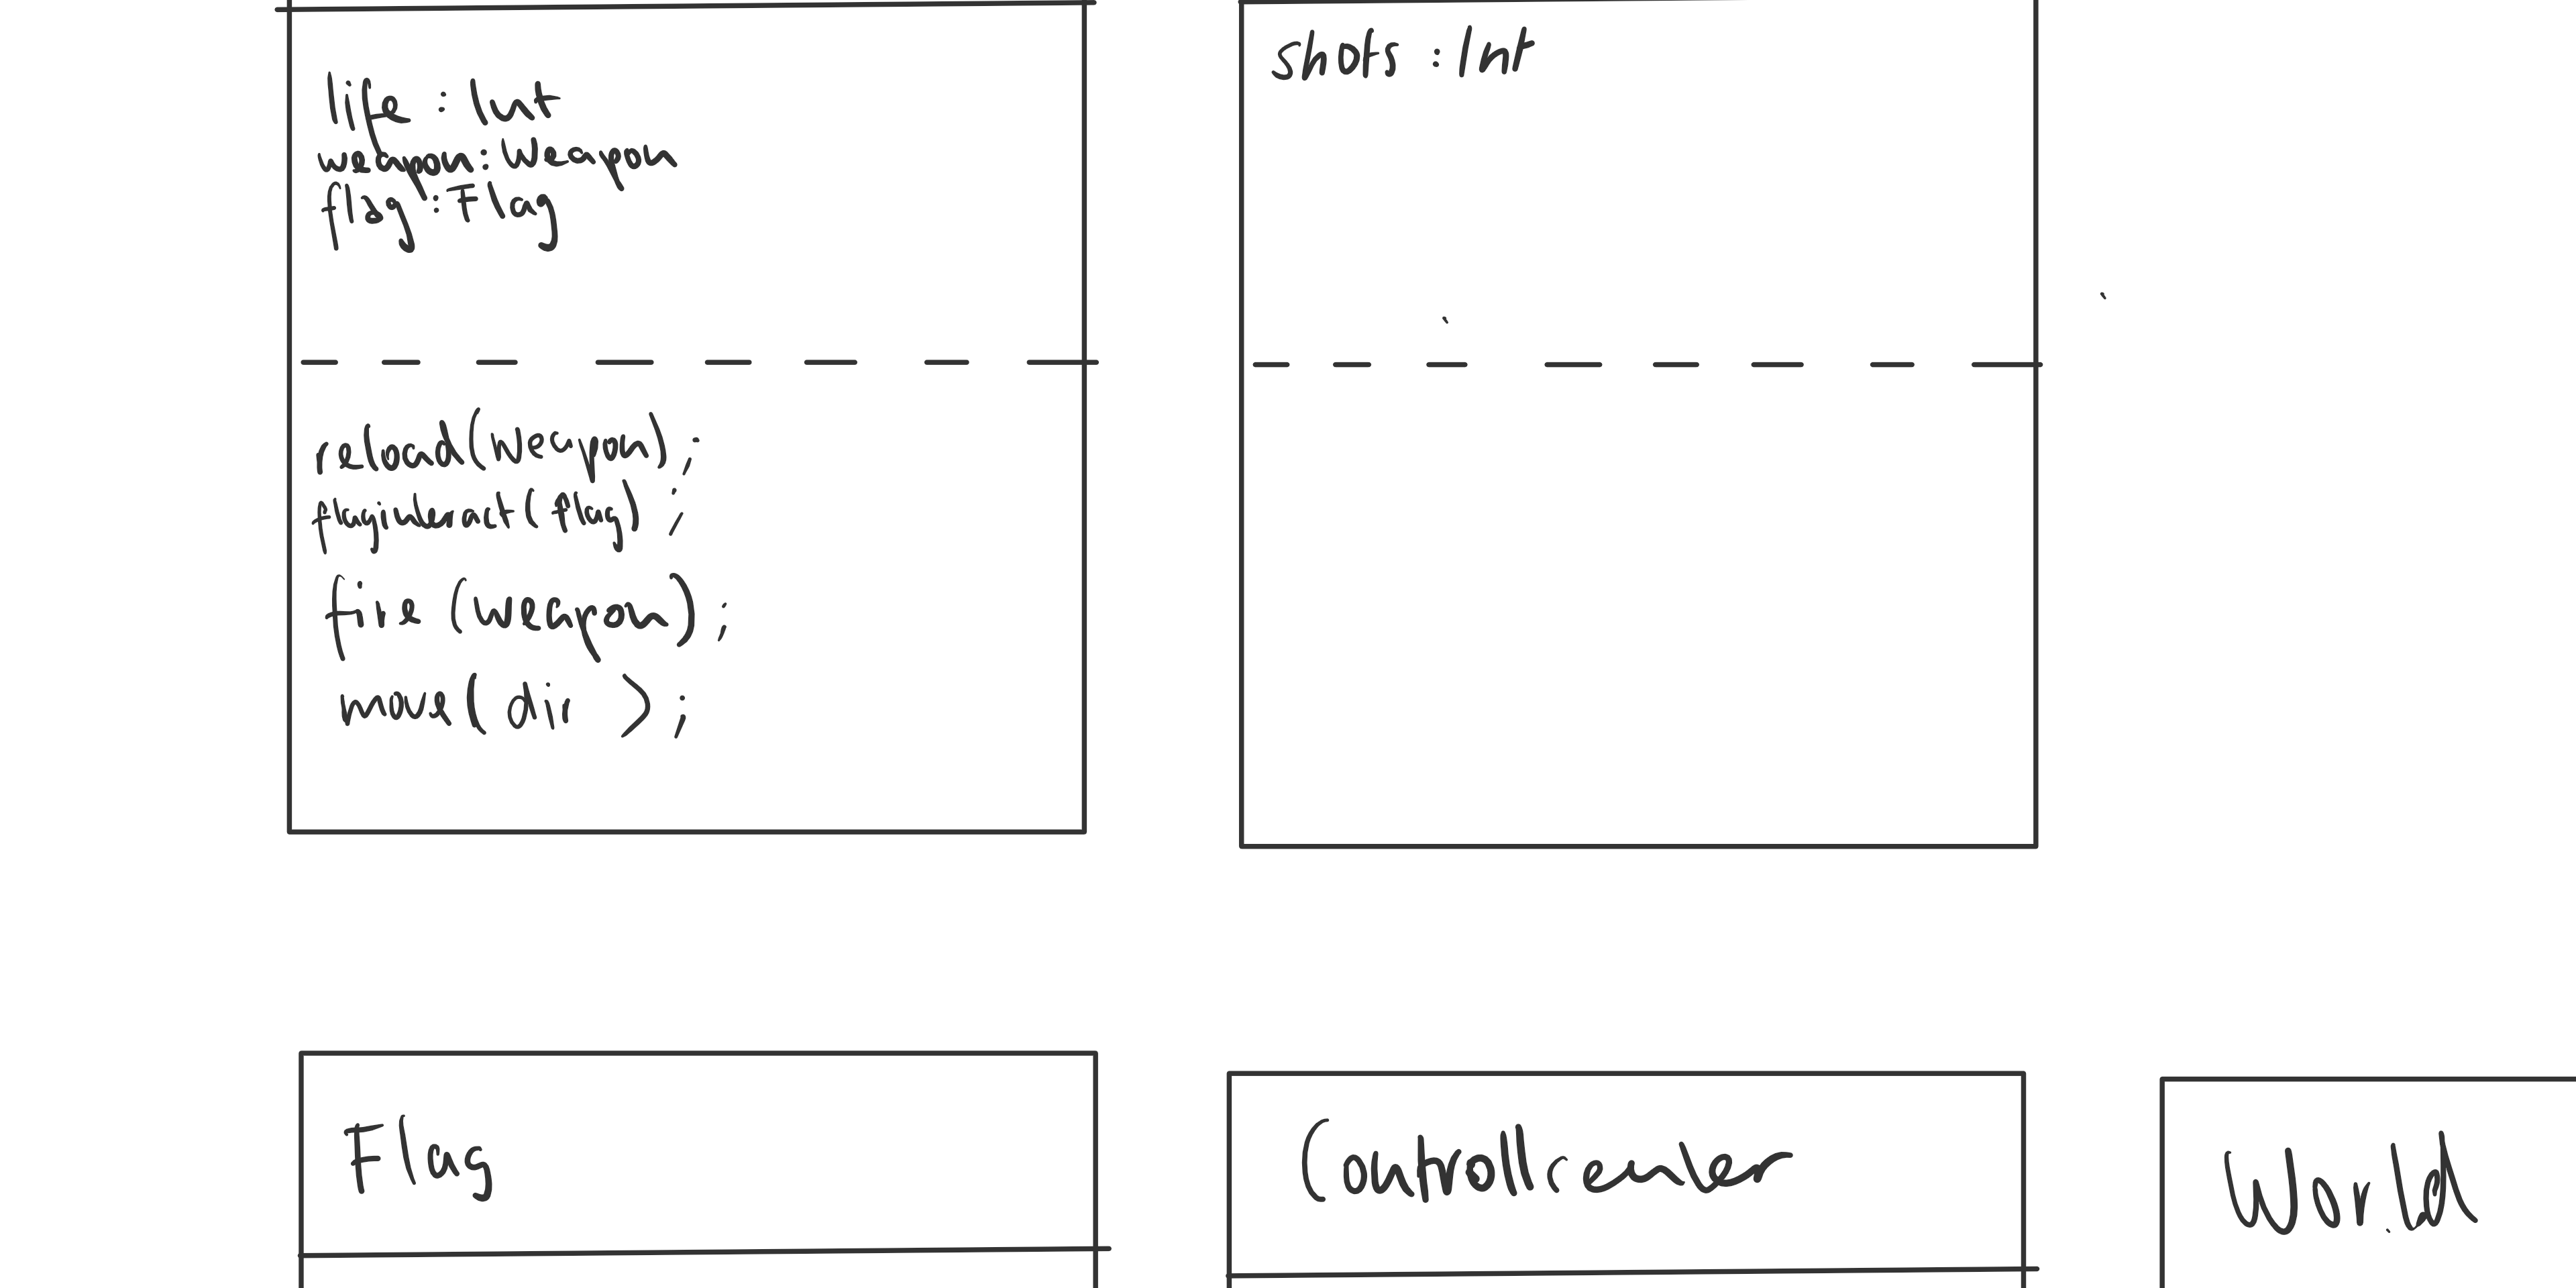 life : Int
weapon : Weapon
flag : Flag
reload(weapon);
flaginteract(flag);
fire (weapon);
move( dir );
shots : Int
Flag
Controllcenter
World